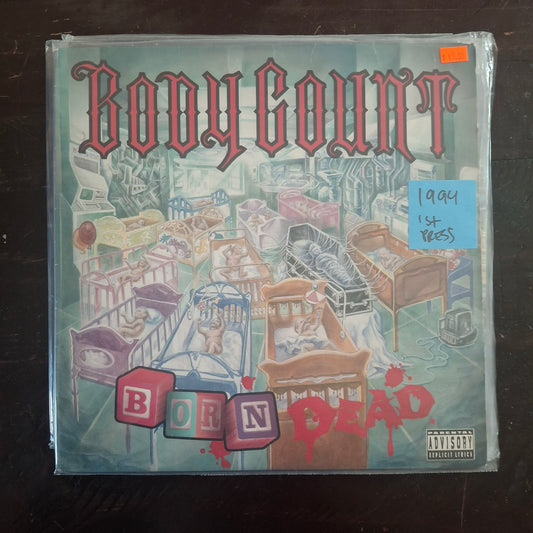 BODY COUNT
1994
1st
PRESS
BORN DEAD
PARENTAL
ADVISORY
EXPLICIT LYRICS